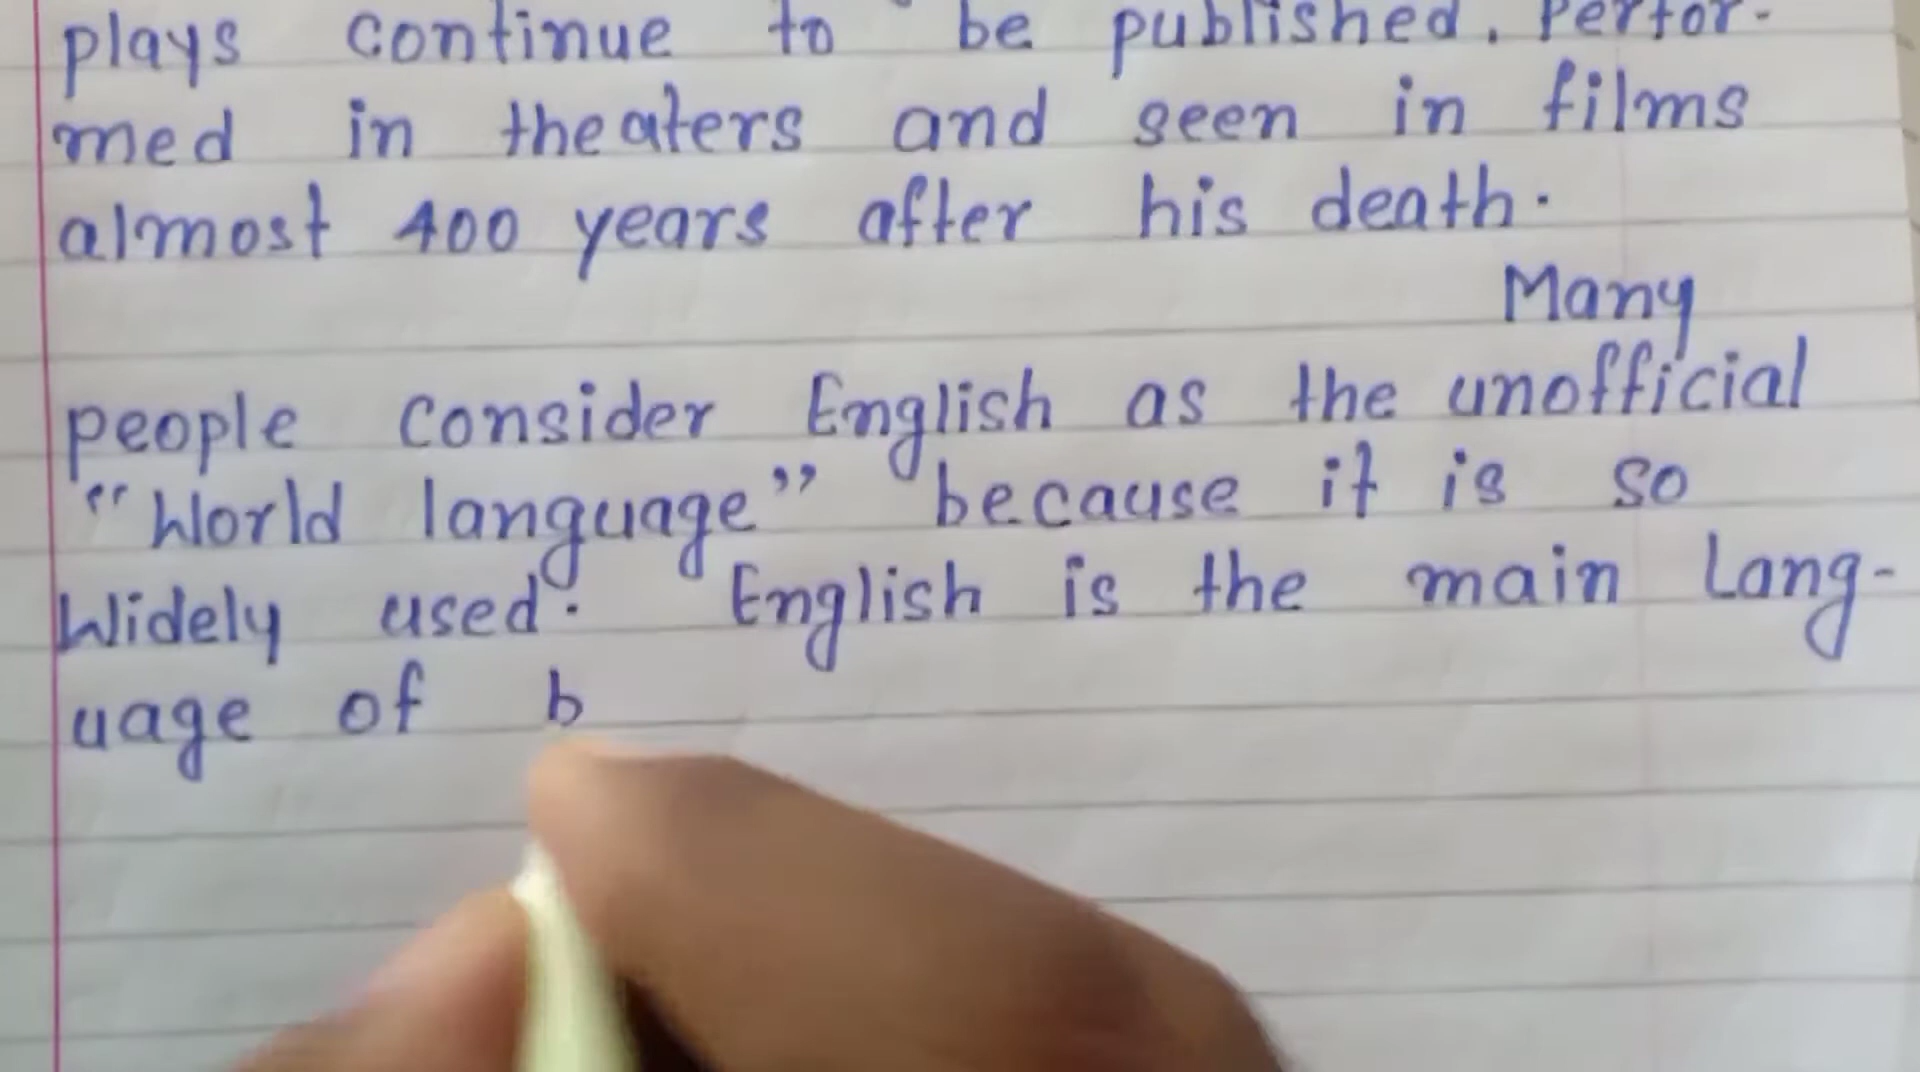 plays continue to be published. Perfor-
med in theaters and seen in films
almost 400 years after his death.
Many
people consider English as the unofficial
"World language" because it is so
Widely used. English is the main Lang-
uage of b